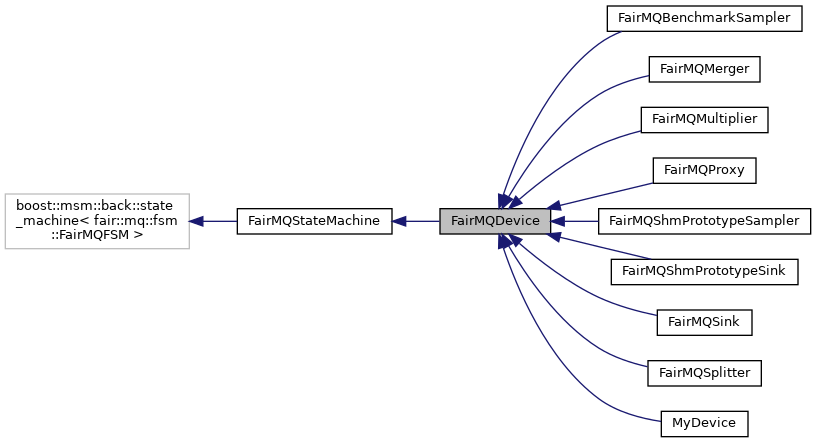 boost::msm::back::state
_machine< fair::mq::fsm
::FairMQFSM >
FairMQStateMachine
FairMQDevice
FairMQBenchmarkSampler
FairMQMerger
FairMQMultiplier
FairMQProxy
FairMQShmPrototypeSampler
FairMQShmPrototypeSink
FairMQSink
FairMQSplitter
MyDevice